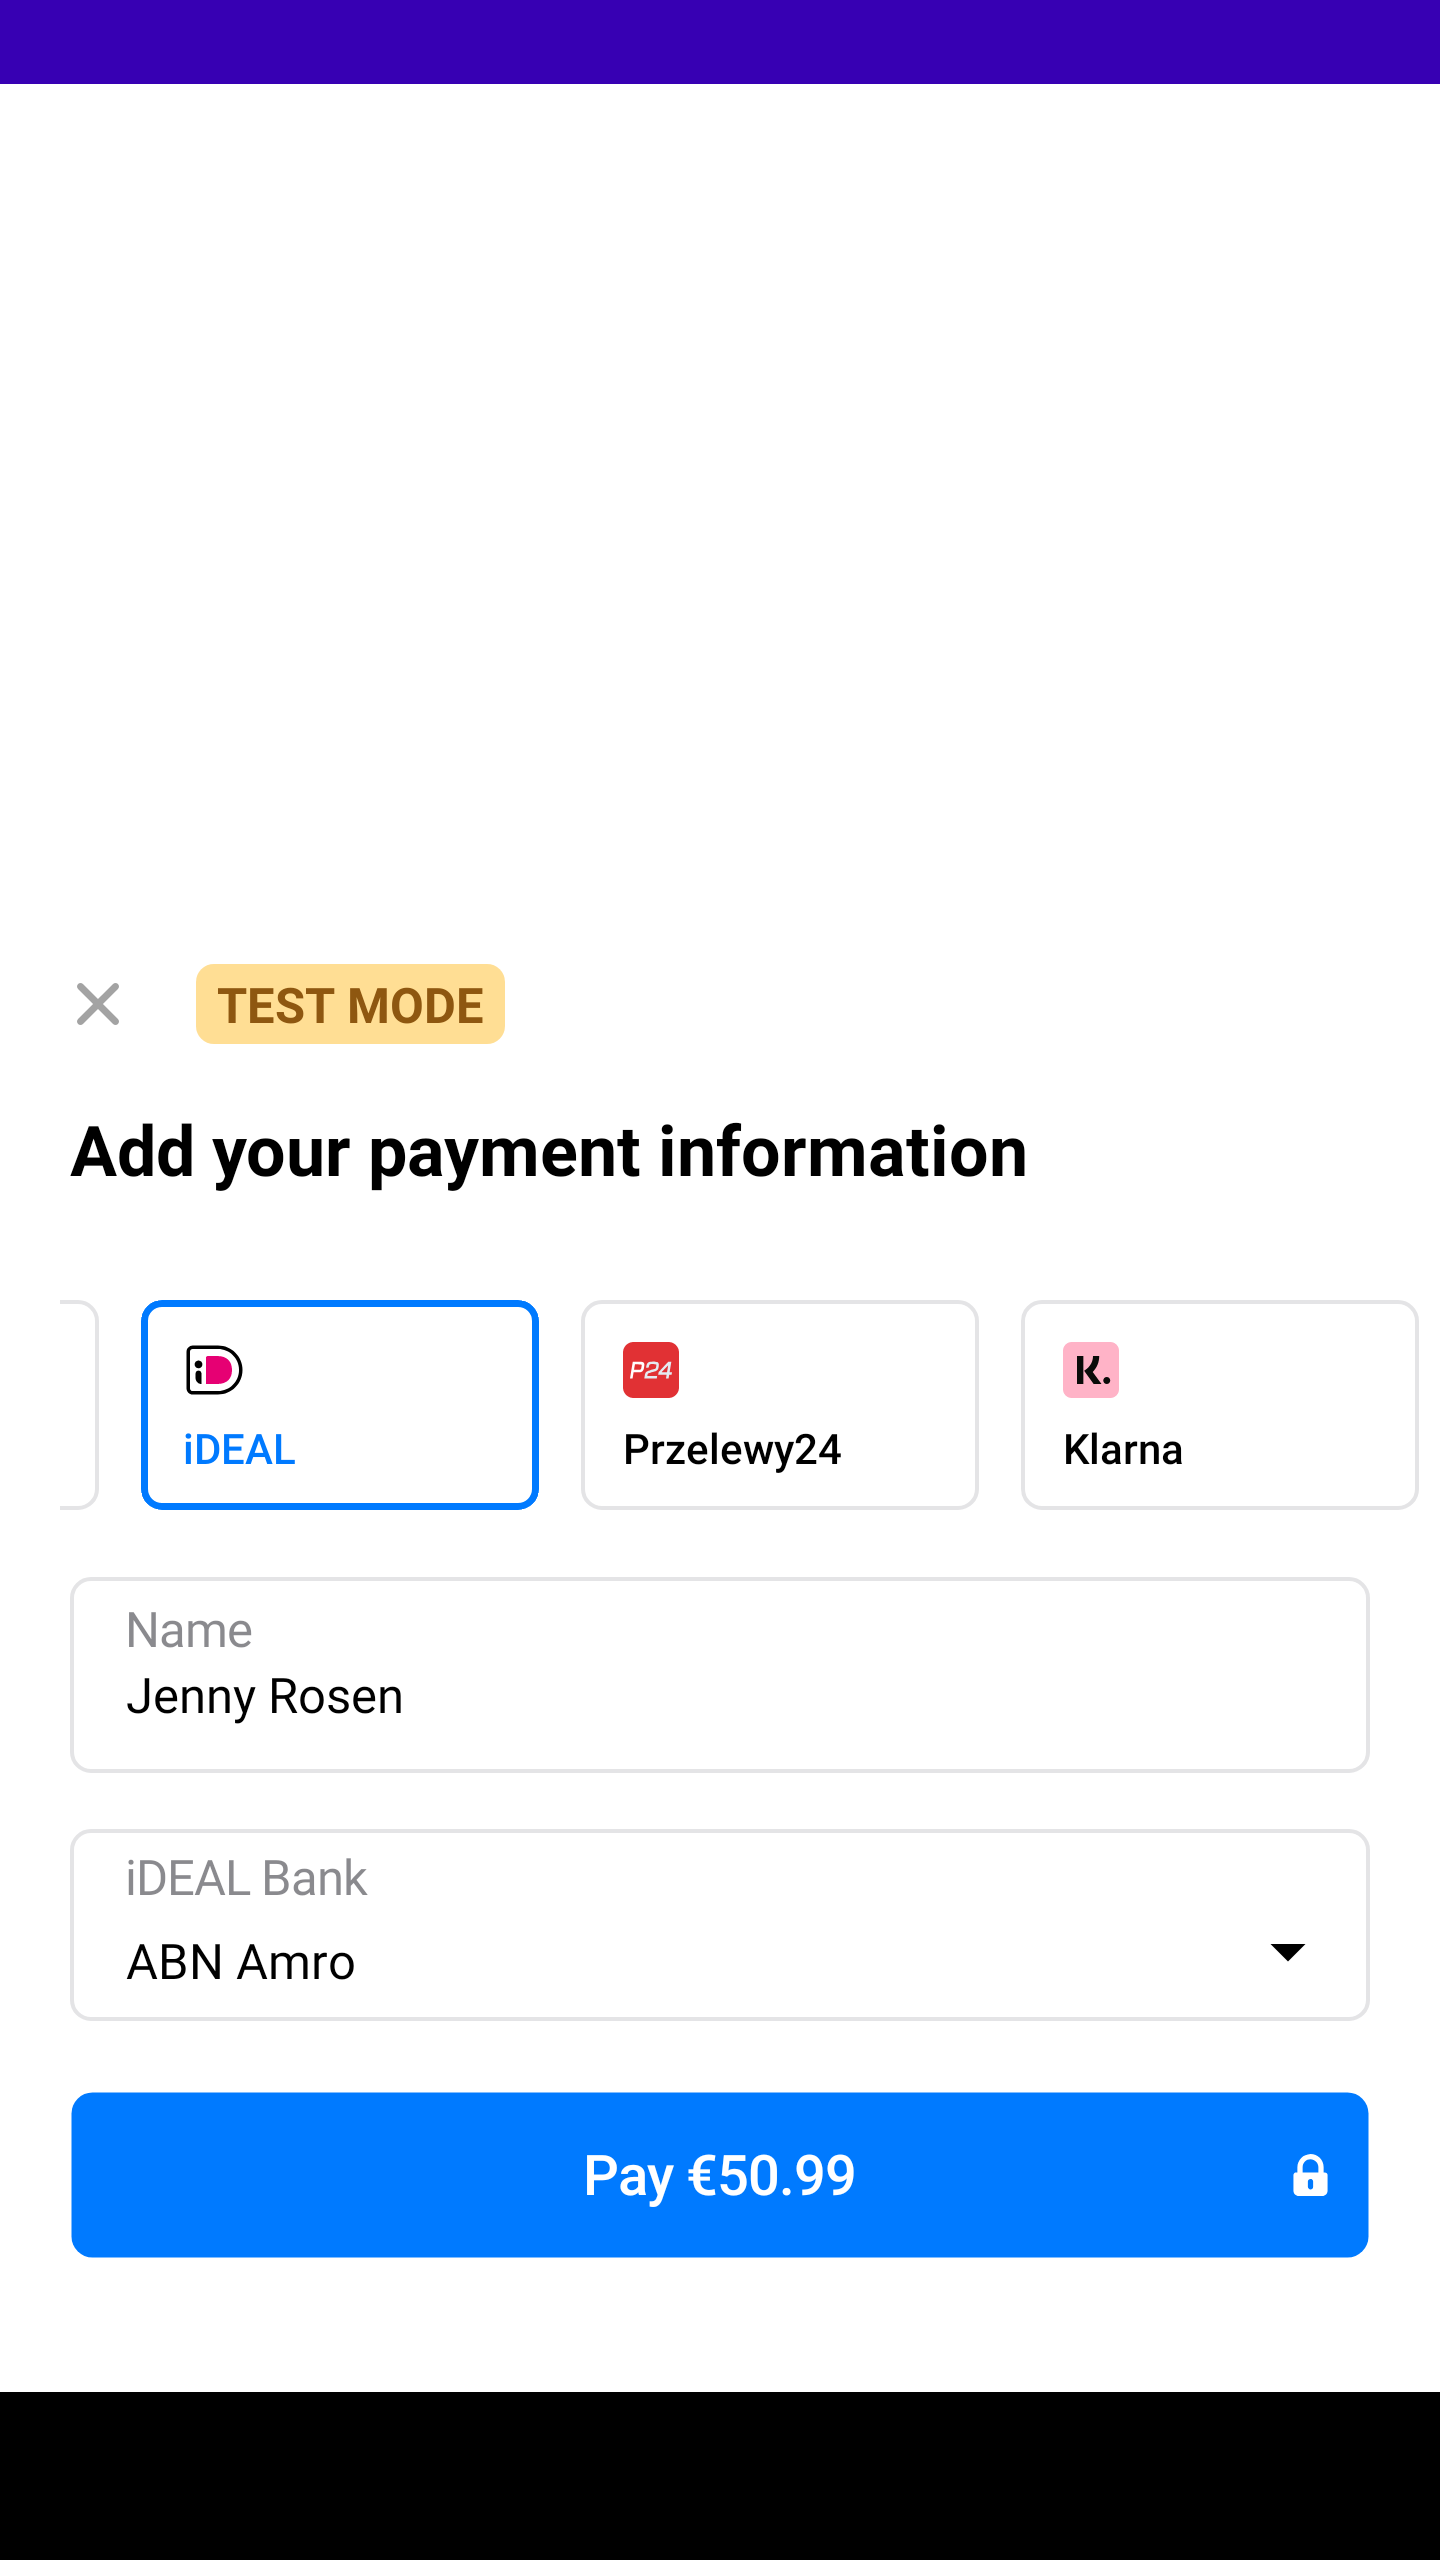 TEST MODE
Add your payment information
iD
iDEAL
P24
Przelewy24
K.
Klarna
Name
Jenny Rosen
iDEAL Bank
ABN Amro
Pay €50.99